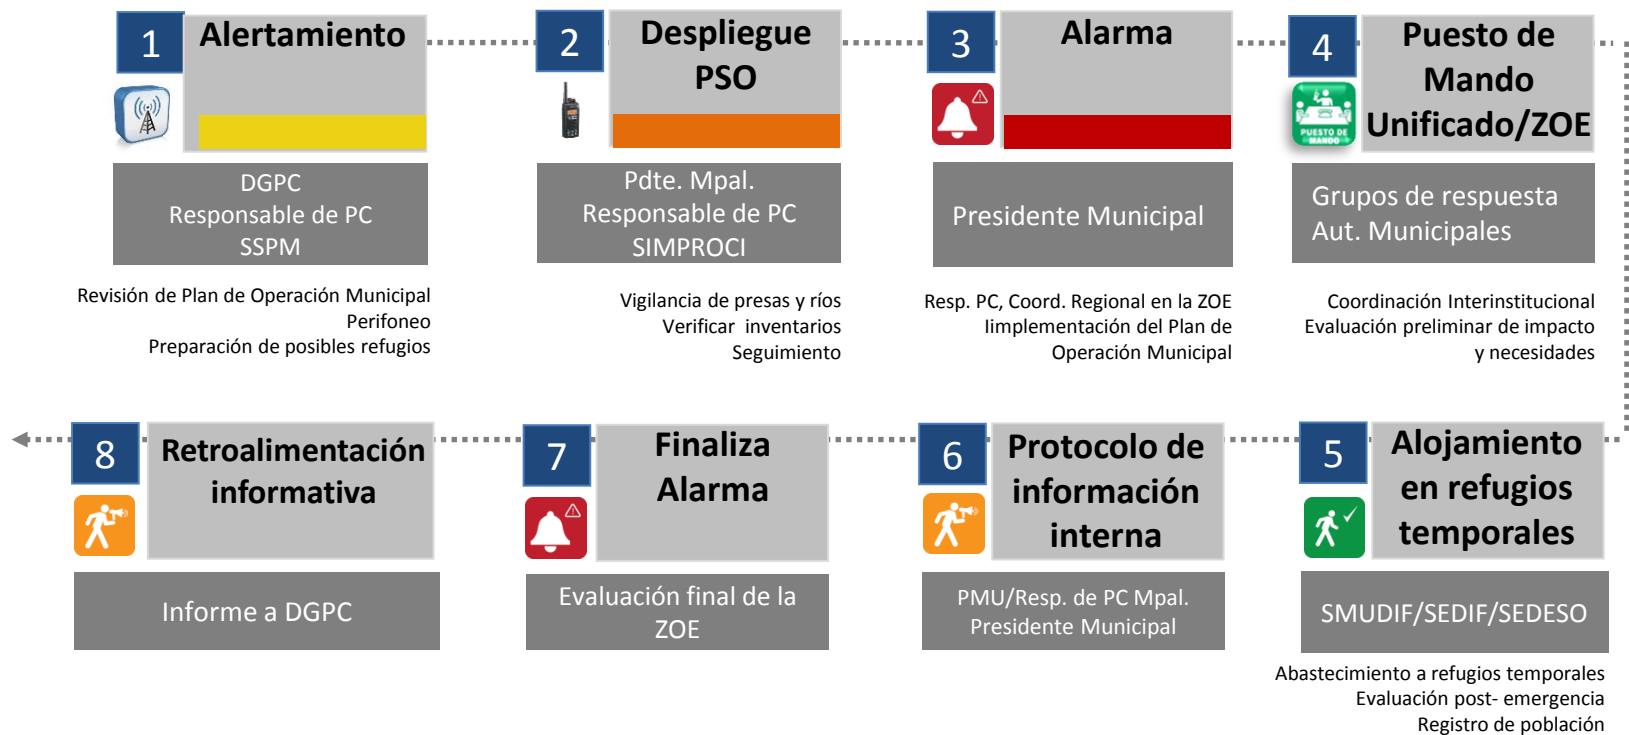 1
Alertamiento
DGPC
Responsable de PC
SSPM
Revisión de Plan de Operación Municipal
Perifoneo
Preparación de posibles refugios
2
Despliegue
PSO
Pdte. Mpal.
Responsable de PC
SIMPROCI
Vigilancia de presas y ríos
Verificar inventarios
Seguimiento
3
Alarma
Presidente Municipal
Resp. PC, Coord. Regional en la ZOE
Iimplementación del Plan de
Operación Municipal
4
Puesto de
Mando
Unificado/ZOE
PUESTO DE
MANDO
Grupos de respuesta
Aut. Municipales
Coordinación Interinstitucional
Evaluación preliminar de impacto
y necesidades
5
Alojamiento
en refugios
temporales
SMUDIF/SEDIF/SEDESO
Abastecimiento a refugios temporales
Evaluación post- emergencia
Registro de población
6
Protocolo de
información
interna
PMU/Resp. de PC Mpal.
Presidente Municipal
7
Finaliza
Alarma
Evaluación final de la
ZOE
8
Retroalimentación
informativa
Informe a DGPC